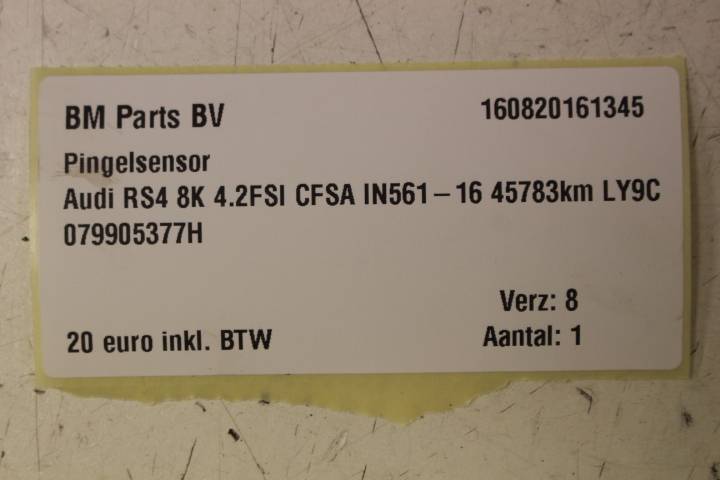 BM Parts BV 160820161345
Pingelsensor
Audi RS4 8K 4.2FSI CFSA IN561-16 45783km LY9C
079905377H
Verz: 8
20 euro inkl. BTW Aantal: 1